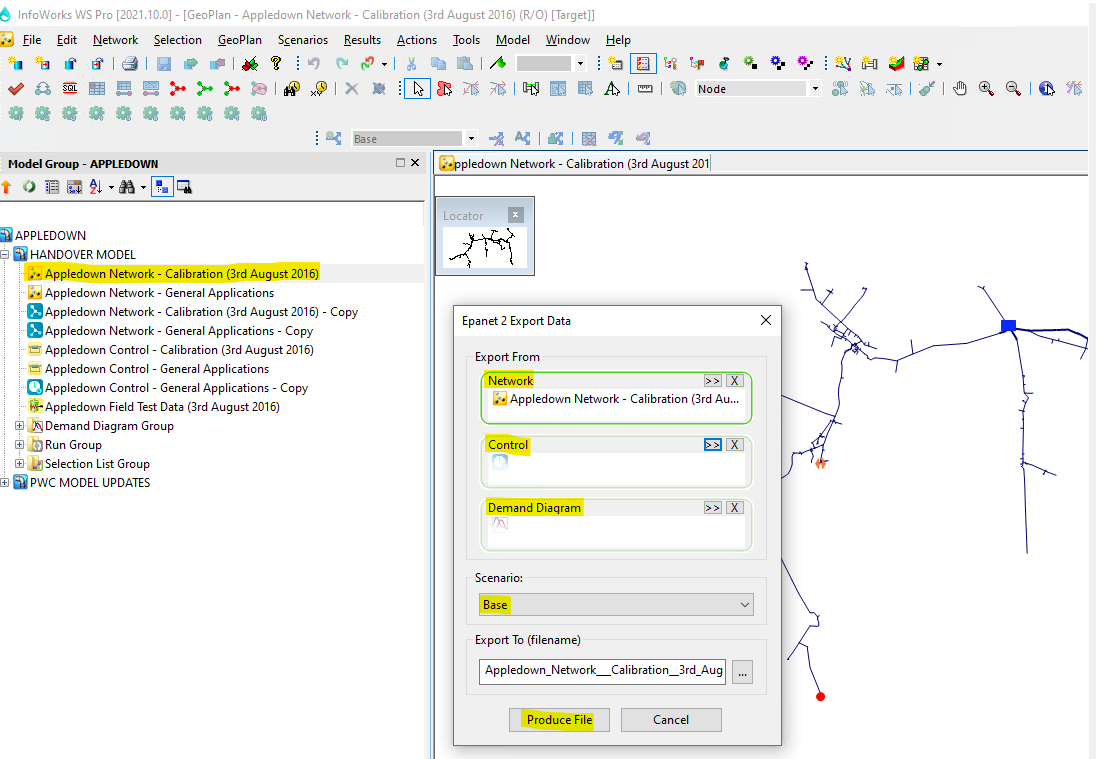 InfoWorks WS Pro [2021.10.0] - [GeoPlan - Appledown Network - Calibration (3rd August 2016) (R/O) [Target]]
File Edit Network Selection GeoPlan Scenarios Results Actions Tools Model Window Help
SQL
Node
Base
Model Group - APPLEDOWN
ppledown Network - Calibration (3rd August 201
Locator
APPLEDOWN
HANDOVER MODEL
Appledown Network - Calibration (3rd August 2016)
Appledown Network - General Applications
Appledown Network - Calibration (3rd August 2016) - Copy
Appledown Network - General Applications - Copy
Appledown Control - Calibration (3rd August 2016)
Appledown Control - General Applications
Appledown Control - General Applications - Copy
Appledown Field Test Data (3rd August 2016)
Demand Diagram Group
Run Group
Selection List Group
PWC MODEL UPDATES
Epanet 2 Export Data
Export From
Network >> X
Appledown Network - Calibration (3rd Au...
Control >> X
Demand Diagram >> X
Scenario:
Base
Export To (filename)
Appledown_Network___Calibration__3rd_Aug ...
Produce File Cancel